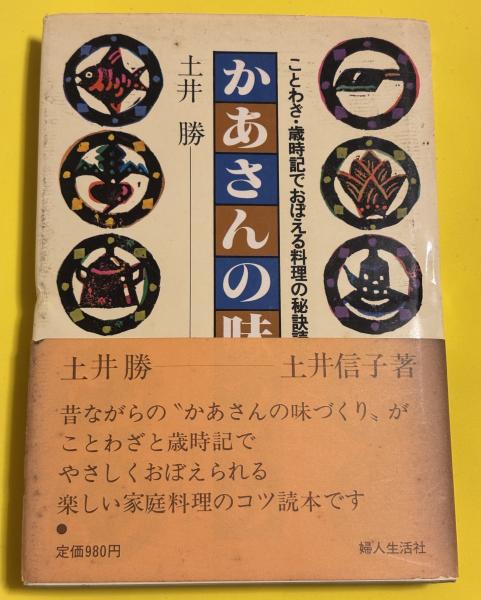 ことわざ・歳時記でおぼえる料理の秘訣読
かあさんの味
土井 勝
土井勝 土井信子著
昔ながらの〝かあさんの味づくり〟が
ことわざと歳時記で
やさしくおぼえられる
楽しい家庭料理のコツ読本です
●
定価980円
婦人生活社